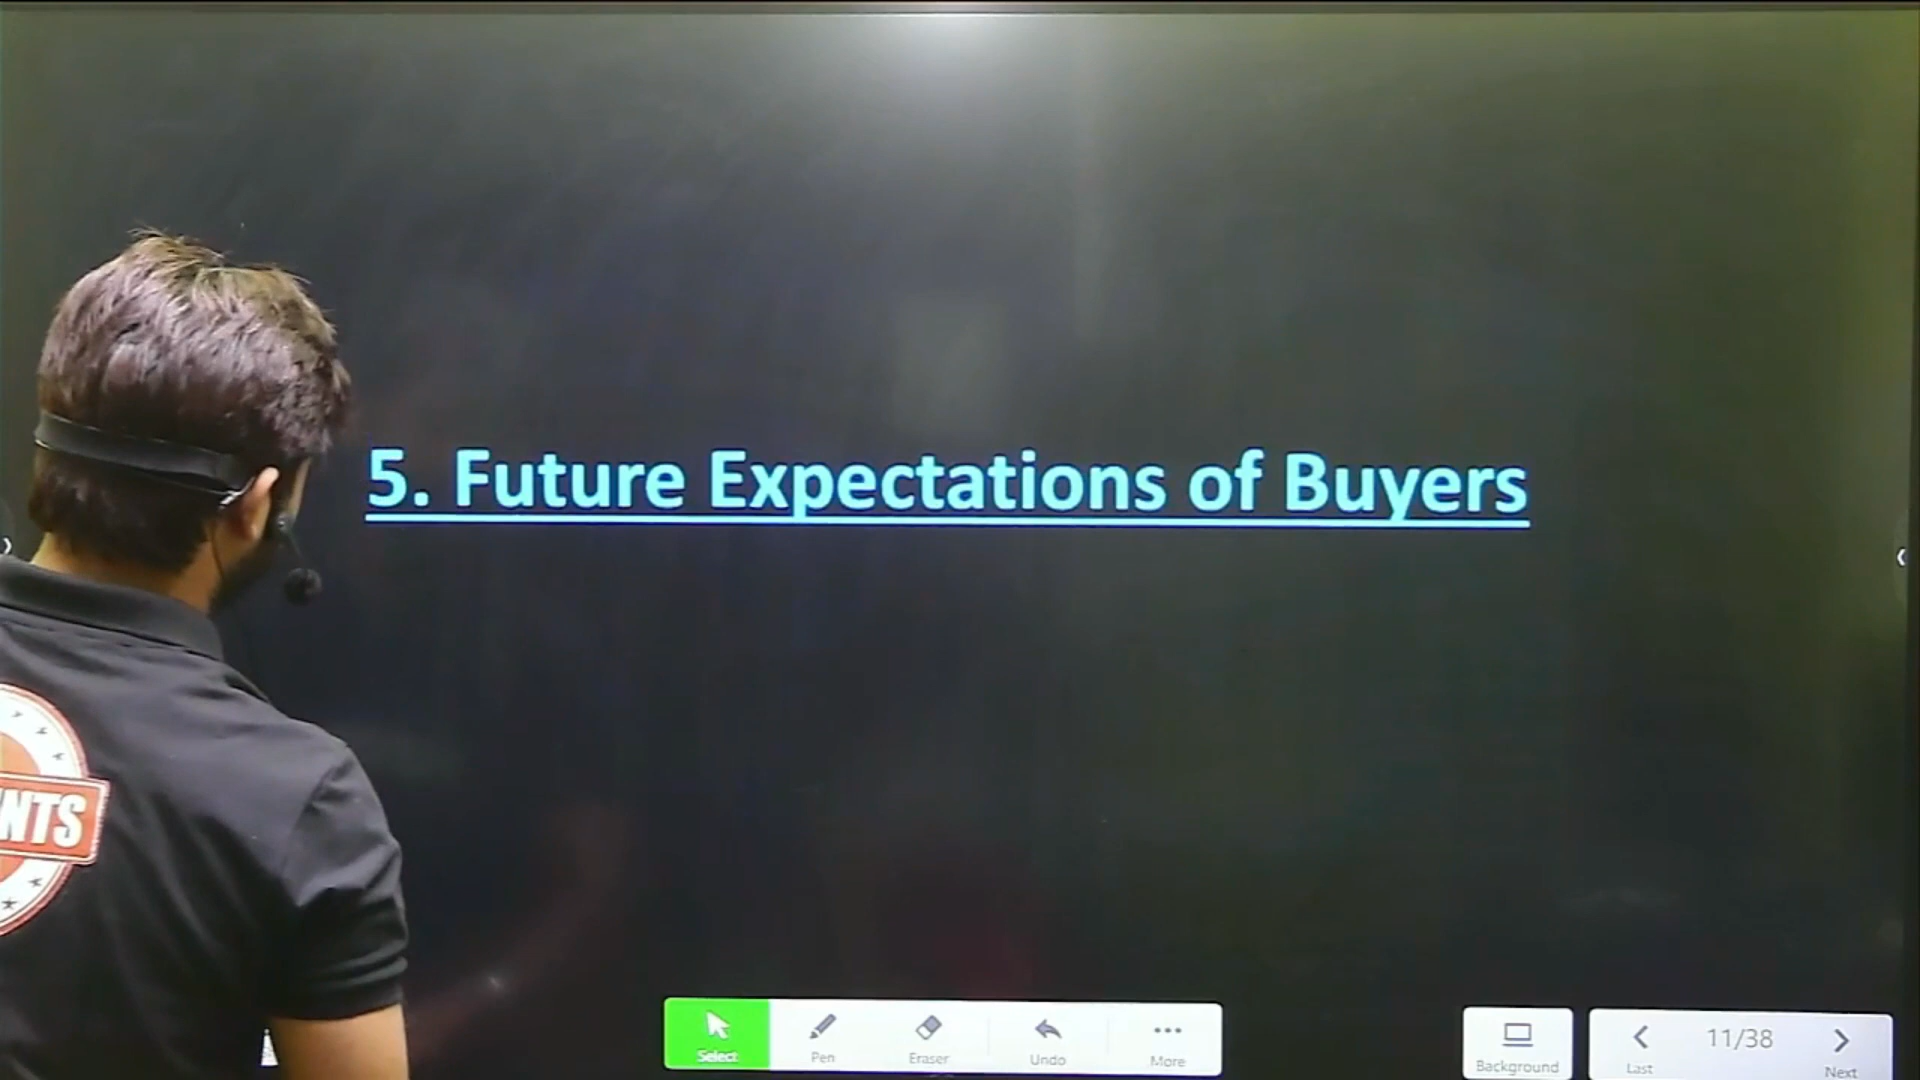 5. Future Expectations of Buyers
NTS
Select
Pen
Eraser
Undo
More
Background
Last
11/38
Next